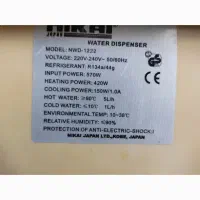 NIKAI
JAPAN
WATER DISPENSER
MODEL: NWD-1222
VOLTAGE: 220V-240V~ 50/60Hz
REFRIGERANT: R134a/44g
INPUT POWER: 570W
HEATING POWER: 420W
COOLING POWER: 150W/1.0A
HOT WATER: ≥90℃ 5L/h
COLD WATER: ≤10℃ 1L/h
ENVIRONMENTAL TEMP: 10~38℃
RELATIVE HUMIDITY: ≤90%
PROTECTION OF ANTI-ELECTRIC-SHOCK: I
NIKAI JAPAN LTD., KOBE, JAPAN